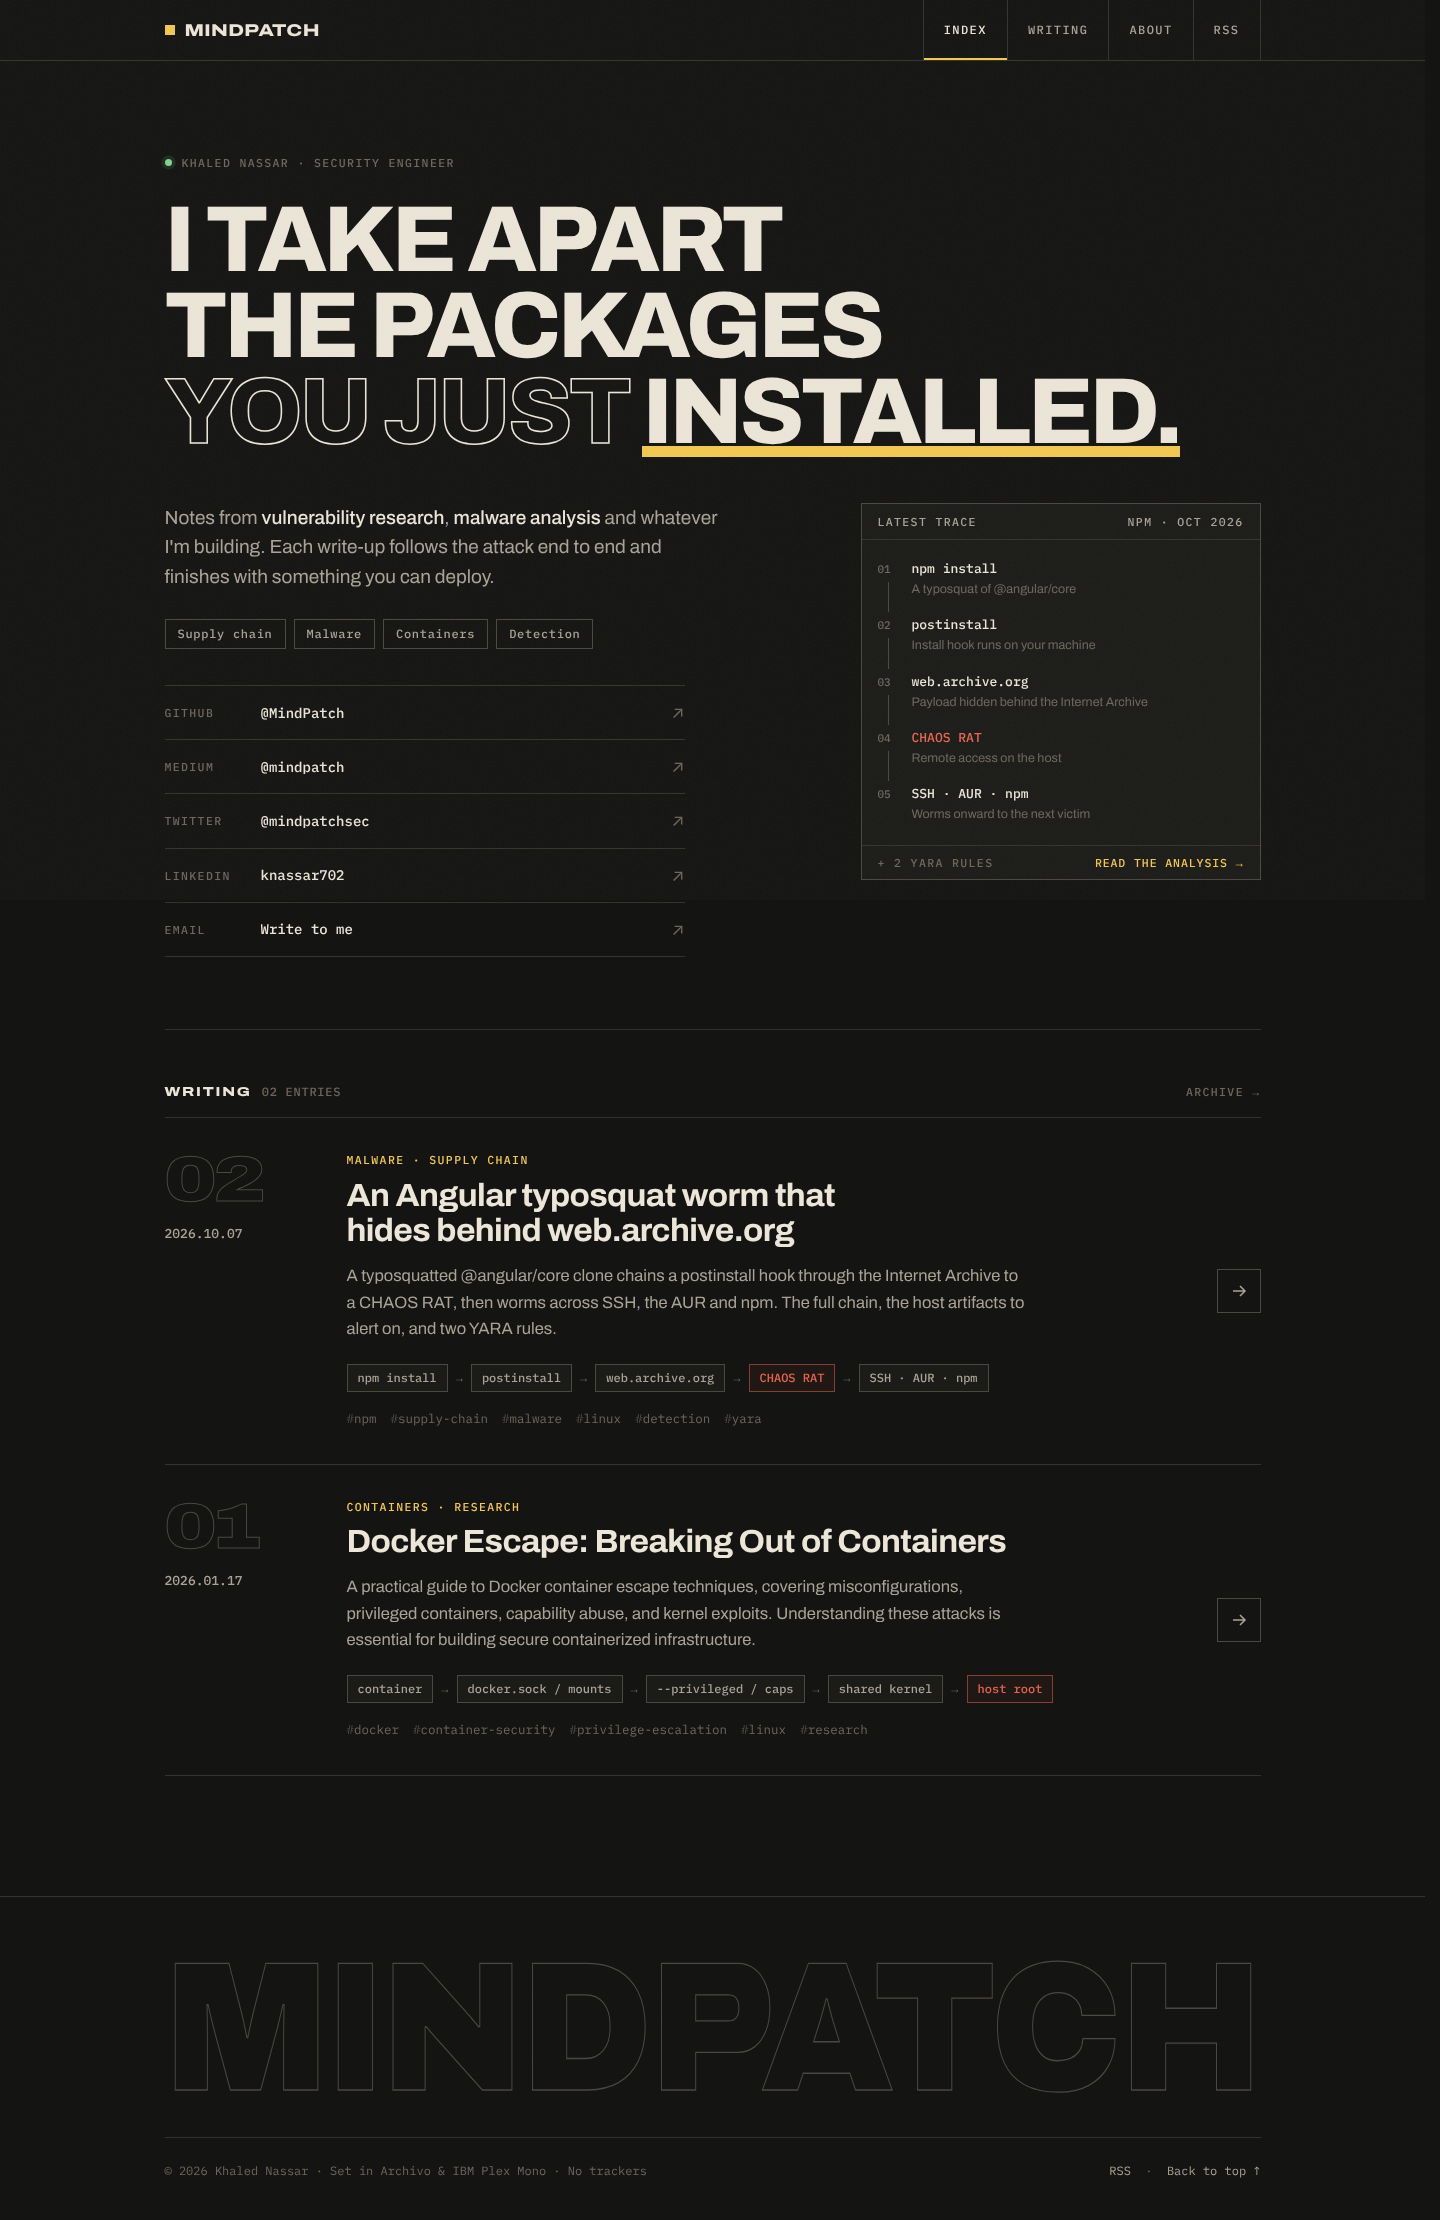 MINDPATCH
INDEX
WRITING
ABOUT
RSS
KHALED NASSAR · SECURITY ENGINEER
I TAKE APART
THE PACKAGES
YOU JUST INSTALLED.
Notes from vulnerability research, malware analysis and whatever
I'm building. Each write-up follows the attack end to end and
finishes with something you can deploy.
Supply chain
Malware
Containers
Detection
GITHUB @MindPatch ↗
MEDIUM @mindpatch ↗
TWITTER @mindpatchsec ↗
LINKEDIN knassar702 ↗
EMAIL Write to me ↗
LATEST TRACE NPM · OCT 2026
01 npm install
A typosquat of @angular/core
02 postinstall
Install hook runs on your machine
03 web.archive.org
Payload hidden behind the Internet Archive
04 CHAOS RAT
Remote access on the host
05 SSH · AUR · npm
Worms onward to the next victim
+ 2 YARA RULES READ THE ANALYSIS →
WRITING 02 ENTRIES ARCHIVE →
02
2026.10.07
MALWARE · SUPPLY CHAIN
An Angular typosquat worm that
hides behind web.archive.org
A typosquatted @angular/core clone chains a postinstall hook through the Internet Archive to
a CHAOS RAT, then worms across SSH, the AUR and npm. The full chain, the host artifacts to
alert on, and two YARA rules.
→
npm install → postinstall → web.archive.org → CHAOS RAT → SSH · AUR · npm
#npm #supply-chain #malware #linux #detection #yara
01
2026.01.17
CONTAINERS · RESEARCH
Docker Escape: Breaking Out of Containers
A practical guide to Docker container escape techniques, covering misconfigurations,
privileged containers, capability abuse, and kernel exploits. Understanding these attacks is
essential for building secure containerized infrastructure.
→
container → docker.sock / mounts → --privileged / caps → shared kernel → host root
#docker #container-security #privilege-escalation #linux #research
MINDPATCH
© 2026 Khaled Nassar · Set in Archivo & IBM Plex Mono · No trackers
RSS · Back to top ↑